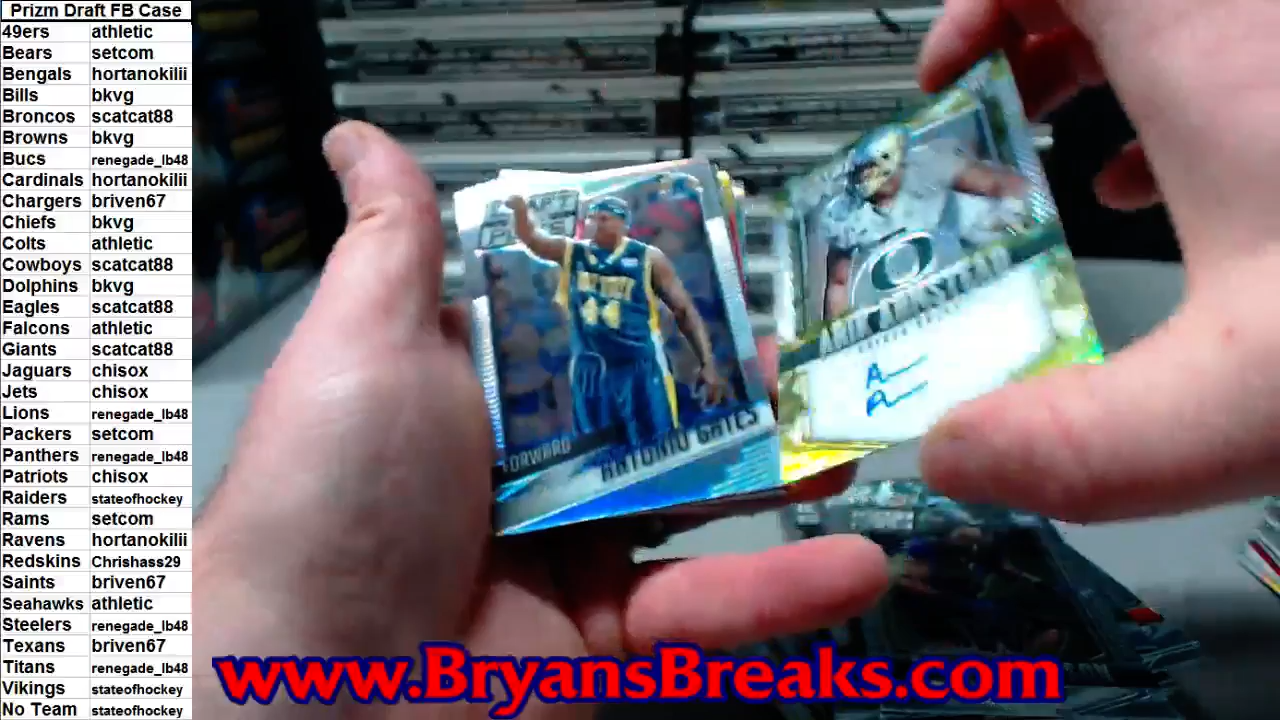 Prizm Draft FB Case
49ers athletic
Bears setcom
Bengals hortanokilii
Bills bkvg
Broncos scatcat88
Browns bkvg
Bucs renegade_lb48
Cardinals hortanokilii
Chargers briven67
Chiefs bkvg
Colts athletic
Cowboys scatcat88
Dolphins bkvg
Eagles scatcat88
Falcons athletic
Giants scatcat88
Jaguars chisox
Jets chisox
Lions renegade_lb48
Packers setcom
Panthers renegade_lb48
Patriots chisox
Raiders stateofhockey
Rams setcom
Ravens hortanokilii
Redskins Chrishass29
Saints briven67
Seahawks athletic
Steelers renegade_lb48
Texans briven67
Titans renegade_lb48
Vikings stateofhockey
No Team stateofhockey
44
FORWARD
ANTONIO GATES
ARIK ARMSTEAD
www.BryansBreaks.com